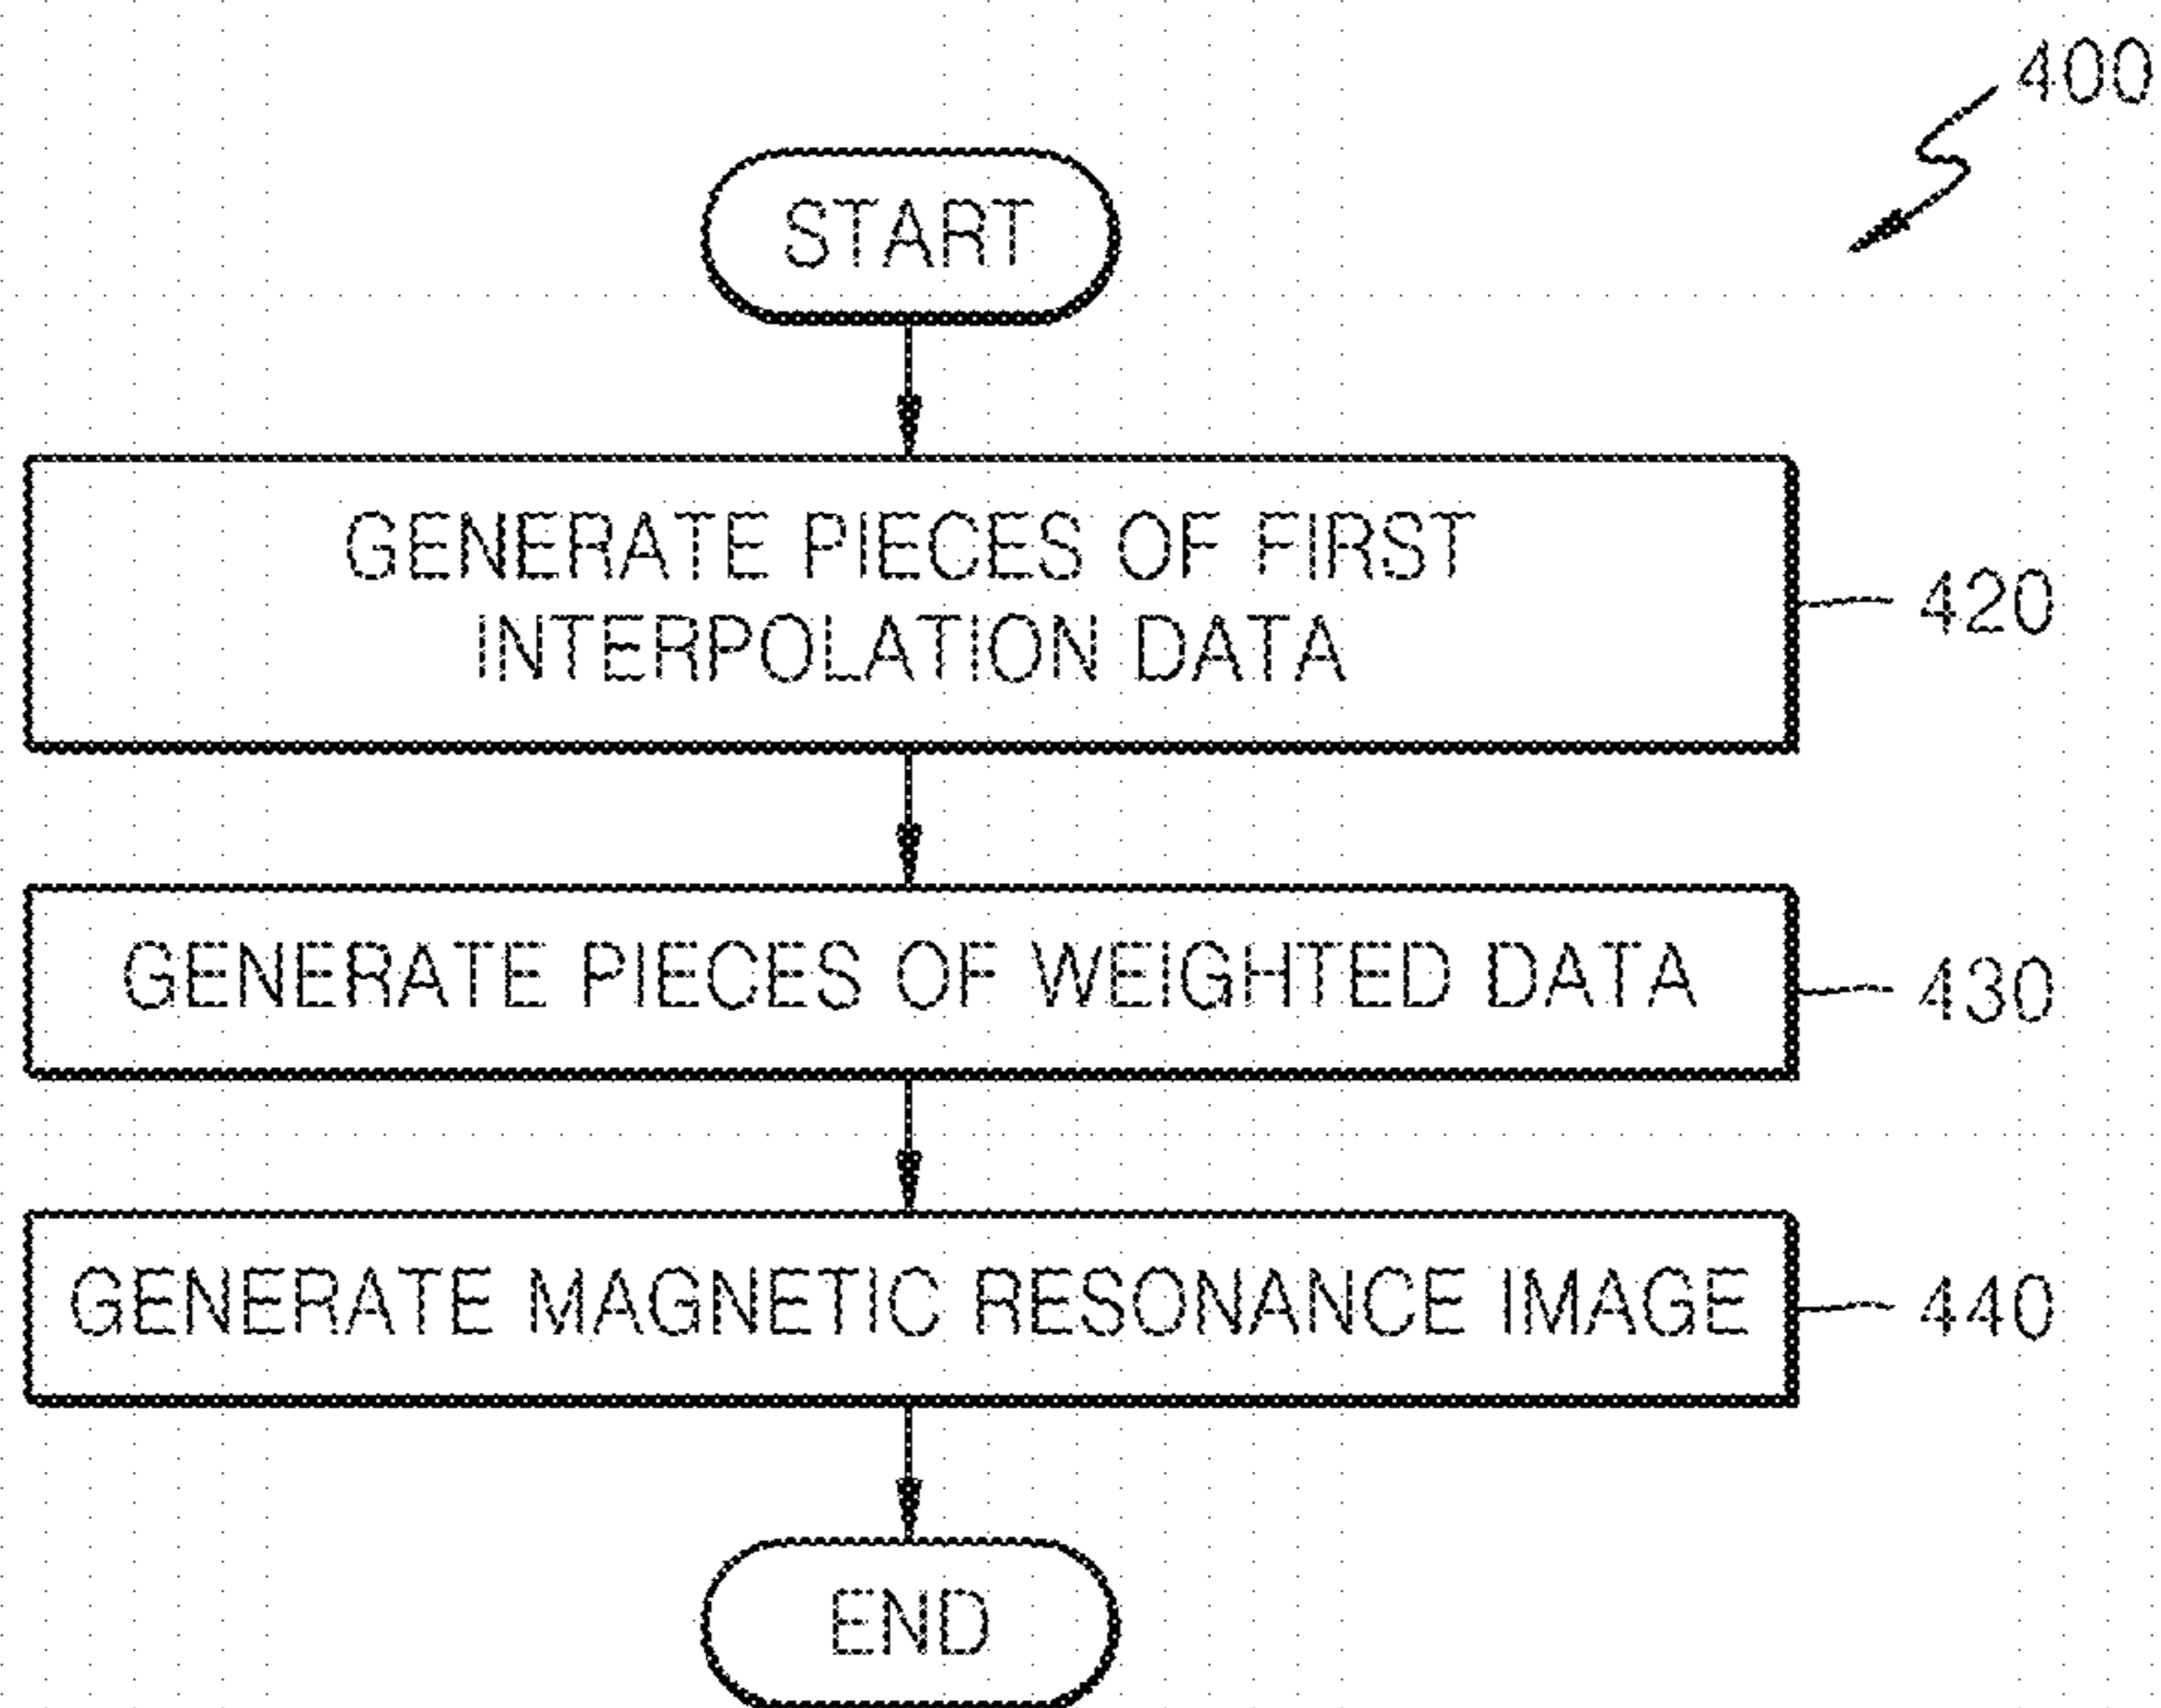 400
START
GENERATE PIECES OF FIRST
INTERPOLATION DATA
420
GENERATE PIECES OF WEIGHTED DATA
430
GENERATE MAGNETIC RESONANCE IMAGE
440
END